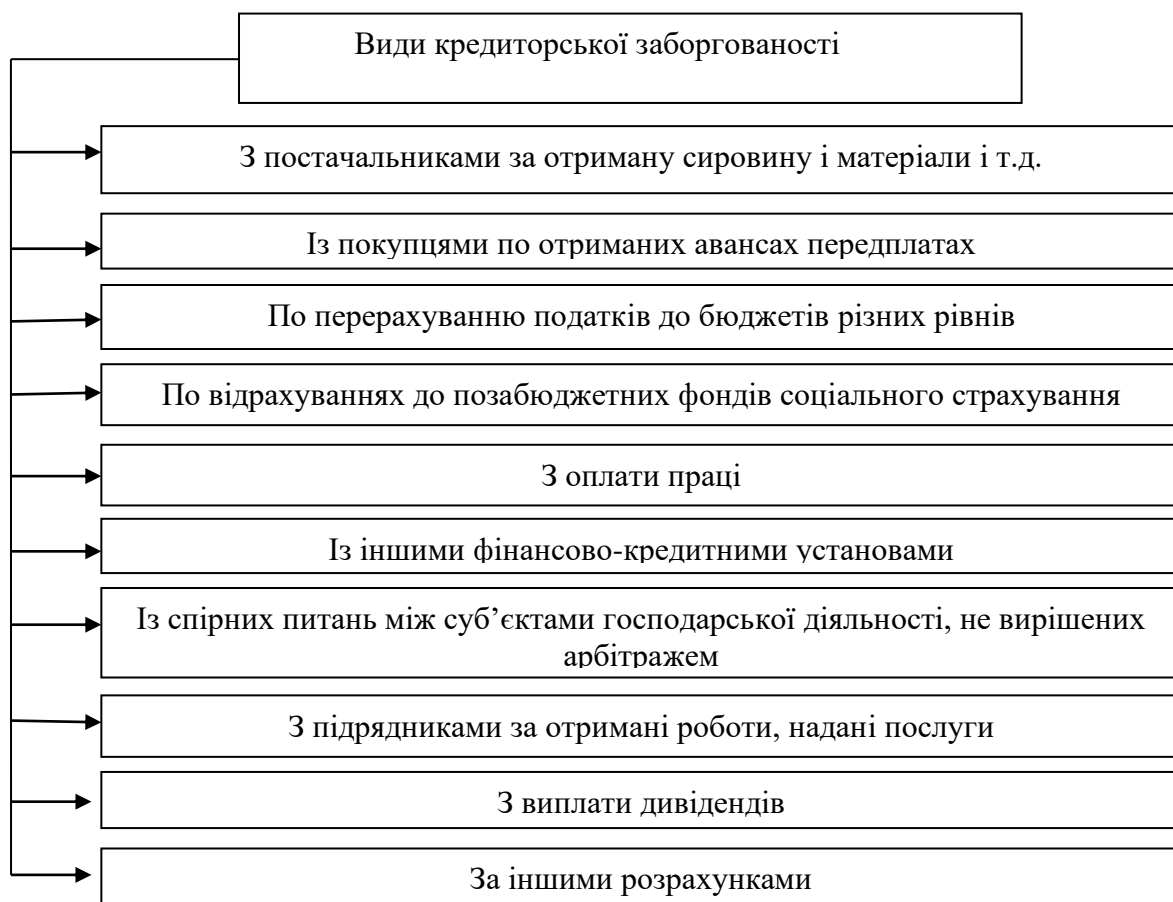 Види кредиторської заборгованості
З постачальниками за отриману сировину і матеріали і т.д.
Із покупцями по отриманих авансах передплатах
По перерахуванню податків до бюджетів різних рівнів
По відрахуваннях до позабюджетних фондів соціального страхування
З оплати праці
Із іншими фінансово-кредитними установами
Із спірних питань між суб’єктами господарської діяльності, не вирішених
арбітражем
З підрядниками за отримані роботи, надані послуги
З виплати дивідендів
За іншими розрахунками